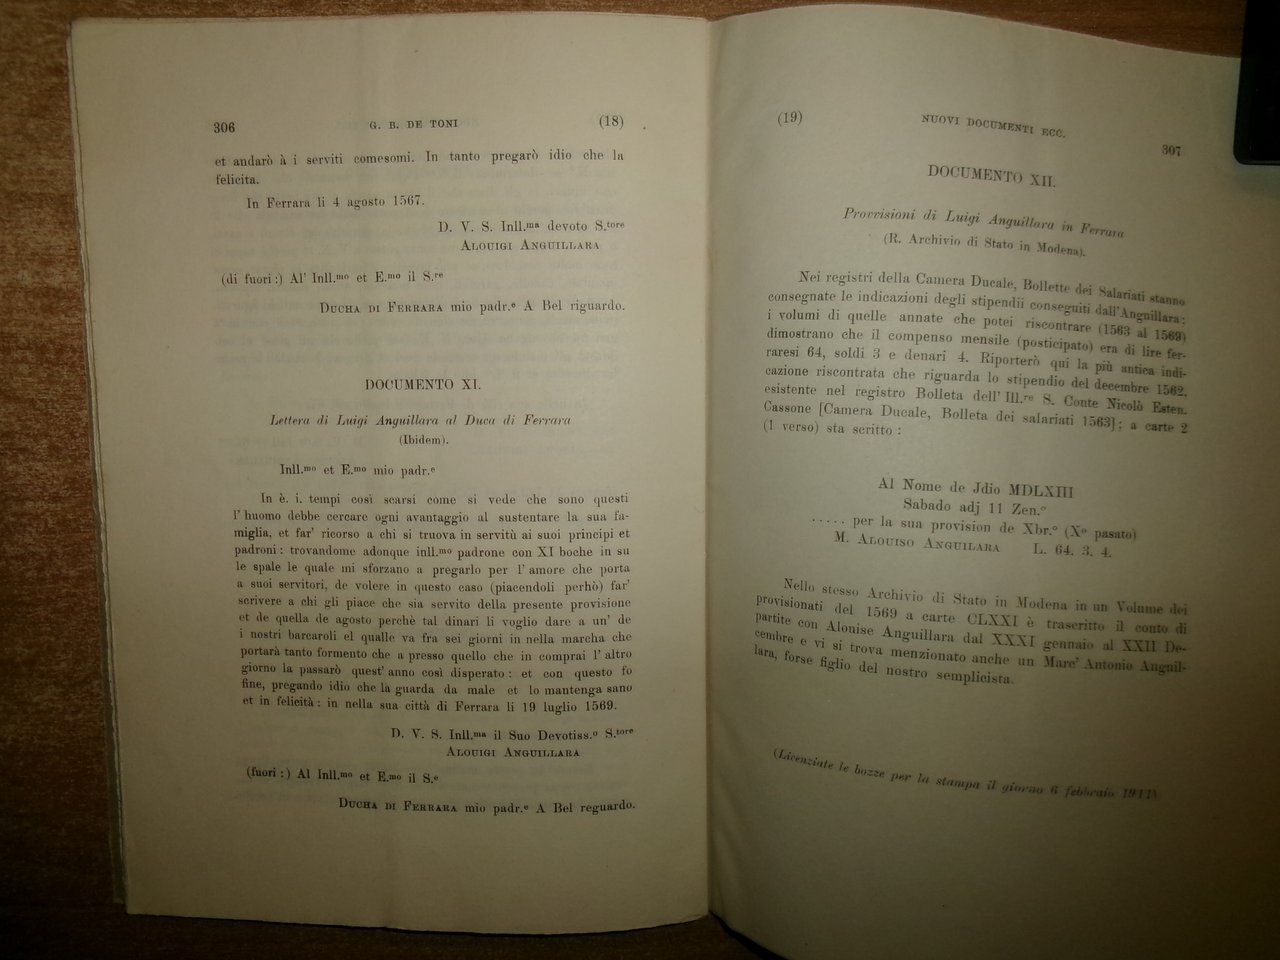 306 G. B. DE TONI (18)
et andarò à i serviti comesomi. In tanto pregarò idio che la
felicita.
In Ferrara li 4 agosto 1567.
D. V. S. Inll.ma devoto S.tore
ALOUIGI ANGUILLARA
(di fuori:) Al' Inll.mo et E.mo il S.re
DUCHA DI FERRARA mio padr.e A Bel riguardo.
DOCUMENTO XI.
Lettera di Luigi Anguillara al Duca di Ferrara
(Ibidem).
Inll.mo et E.mo mio padr.e
In è. i. tempi così scarsi come si vede che sono questi
l' huomo debbe cercare ogni avantaggio al sustentare la sua fa-
miglia, et far' ricorso a chi si truova in servitù ai suoi principi et
padroni: trovandome adonque inll.mo padrone con XI boche in su
le spale le quale mi sforzano a pregarlo per l' amore che porta
a suoi servitori, de volere in questo caso (piacendoli perhò) far'
scrivere a chi gli piace che sia servito della presente provisione
et de quella de agosto perchè tal dinari li voglio dare a un' de
i nostri barcaroli el qualle va fra sei giorni in nella marcha che
portarà tanto formento che a presso quello che in comprai l' altro
giorno la passarò quest' anno così disperato: et con questo fo
fine, pregando idio che la guarda da male et lo mantenga sano
et in felicità: in nella sua città di Ferrara li 19 luglio 1569.
D. V. S. Inll.ma il Suo Devotiss.o S.tore
ALOUIGI ANGUILLARA
(fuori:) Al Inll.mo et E.mo il S.e
DUCHA DI FERRARA mio padr.e A Bel reguardo.
(19) NUOVI DOCUMENTI ECC. 307
DOCUMENTO XII.
Provvisioni di Luigi Anguillara in Ferrara
(R. Archivio di Stato in Modena).
Nei registri della Camera Ducale, Bollette dei Salariati stanno
consegnate le indicazioni degli stipendii conseguiti dall'Anguillara;
i volumi di quelle annate che potei riscontrare (1563 al 1569)
dimostrano che il compenso mensile (posticipato) era di lire fer-
raresi 64, soldi 3 e denari 4. Riporterò qui la più antica indi-
cazione riscontrata che riguarda lo stipendio del decembre 1562,
esistente nel registro Bolleta dell' Ill.re S. Conte Nicolò Esten.
Cassone [Camera Ducale, Bolleta dei salariati 1563]; a carte 2
(1 verso) sta scritto:
Al Nome de Jdio MDLXIII
Sabado adj 11 Zen.o
..... per la sua provision de Xbr.o (Xo pasato)
M. ALOUISO ANGUILARA L. 64. 3. 4.
Nello stesso Archivio di Stato in Modena in un Volume dei
provisionati del 1569 a carte CLXXI è trascritto il conto di
partite con Alouise Anguillara dal XXXI gennaio al XXII De-
cembre e vi si trova menzionato anche un Marc' Antonio Anguil-
lara, forse figlio del nostro semplicista.
(Licenziate le bozze per la stampa il giorno 6 febbraio 1911)